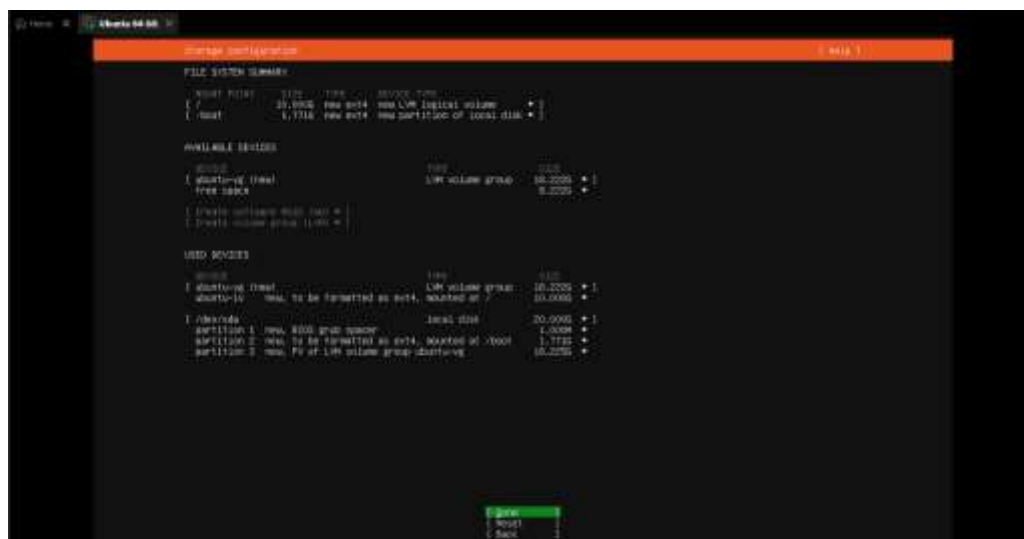 Home × Ubuntu 64-bit ×
Storage configuration [ Help ]
FILE SYSTEM SUMMARY
MOUNT POINT SIZE TYPE DEVICE TYPE
[ / 10.000G new ext4 new LVM logical volume ▸ ]
[ /boot 1.771G new ext4 new partition of local disk ▸ ]
AVAILABLE DEVICES
DEVICE TYPE SIZE
[ ubuntu-vg (new) LVM volume group 18.222G ▸ ]
free space 8.222G ▸
[ Create software RAID (md) ▸ ]
[ Create volume group (LVM) ▸ ]
USED DEVICES
DEVICE TYPE SIZE
[ ubuntu-vg (new) LVM volume group 18.222G ▸ ]
ubuntu-lv new, to be formatted as ext4, mounted at / 10.000G ▸
[ /dev/sda local disk 20.000G ▸ ]
partition 1 new, BIOS grub spacer 1.000M ▸
partition 2 new, to be formatted as ext4, mounted at /boot 1.771G ▸
partition 3 new, PV of LVM volume group ubuntu-vg 18.225G ▸
[ Done ]
[ Reset ]
[ Back ]